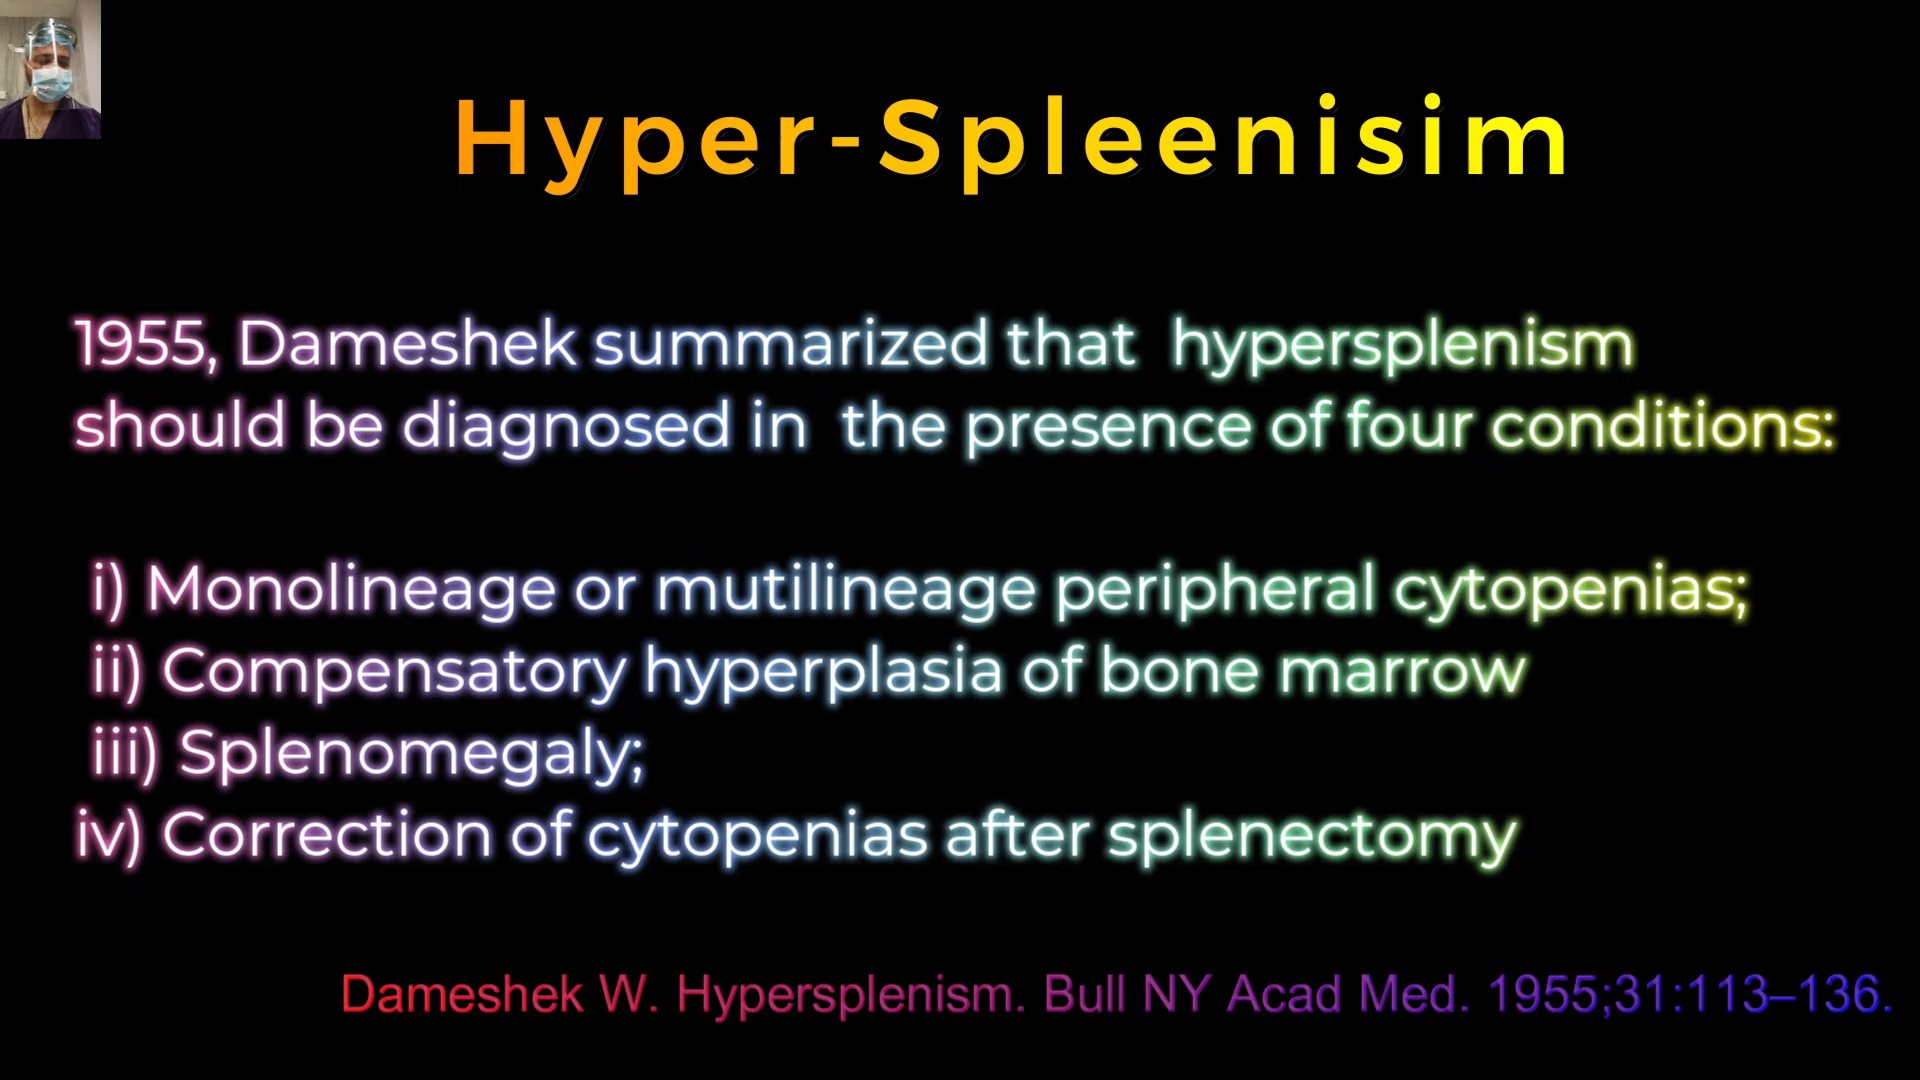 Hyper-Spleenisim
1955, Dameshek summarized that hypersplenism
should be diagnosed in the presence of four conditions:
i) Monolineage or mutilineage peripheral cytopenias;
ii) Compensatory hyperplasia of bone marrow
iii) Splenomegaly;
iv) Correction of cytopenias after splenectomy
Dameshek W. Hypersplenism. Bull NY Acad Med. 1955;31:113–136.